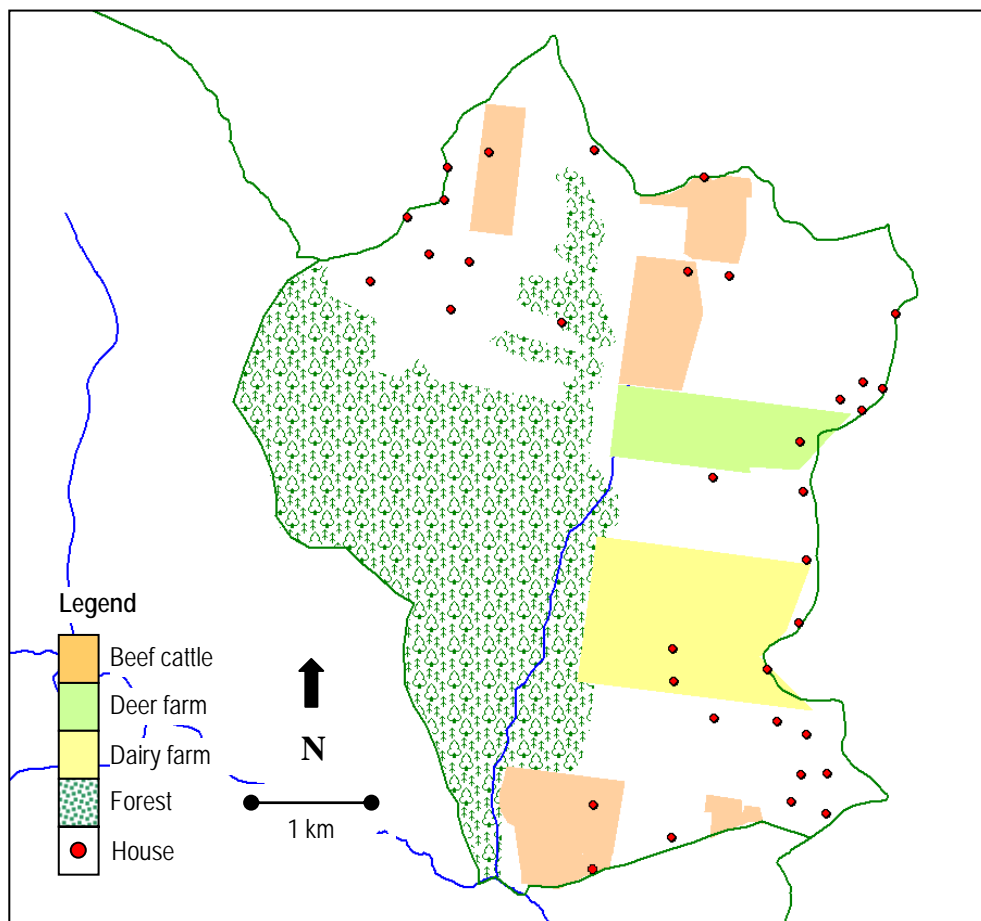 Legend
Beef cattle
Deer farm
Dairy farm
Forest
House
N
1 km